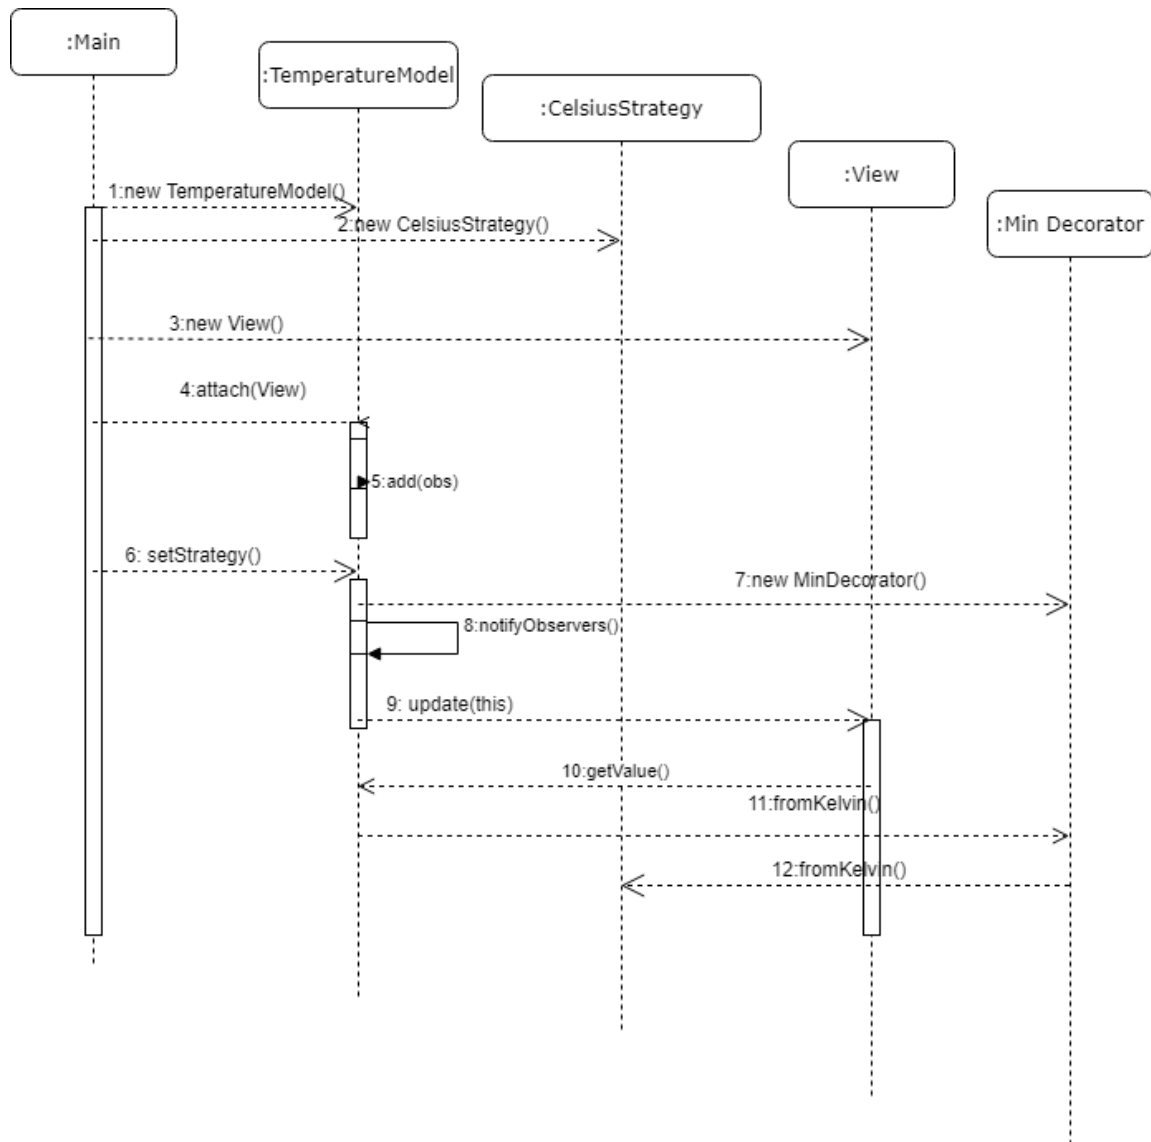 :Main
:TemperatureModel
:CelsiusStrategy
:View
:Min Decorator
1:new TemperatureModel()
2:new CelsiusStrategy()
3:new View()
4:attach(View)
5:add(obs)
6: setStrategy()
7:new MinDecorator()
8:notifyObservers()
9: update(this)
10:getValue()
11:fromKelvin()
12:fromKelvin()